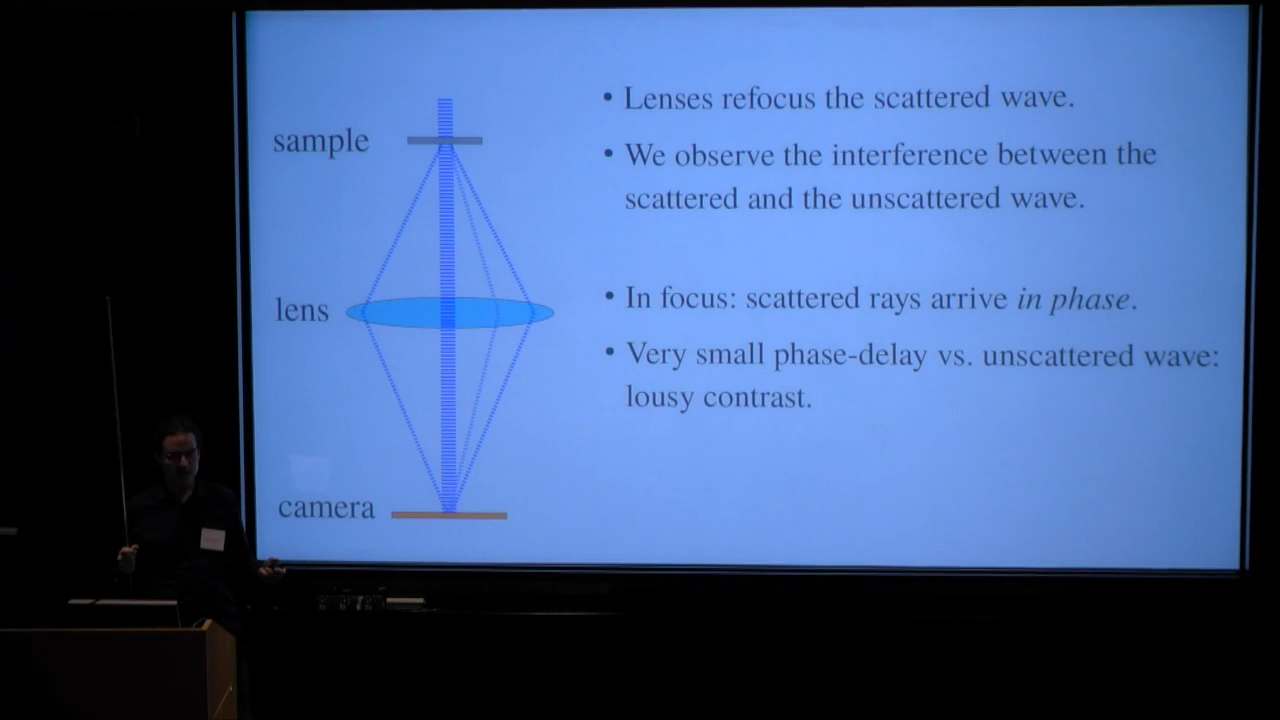 sample
lens
camera
• Lenses refocus the scattered wave.
• We observe the interference between the
scattered and the unscattered wave.
• In focus: scattered rays arrive in phase.
• Very small phase-delay vs. unscattered wave:
lousy contrast.